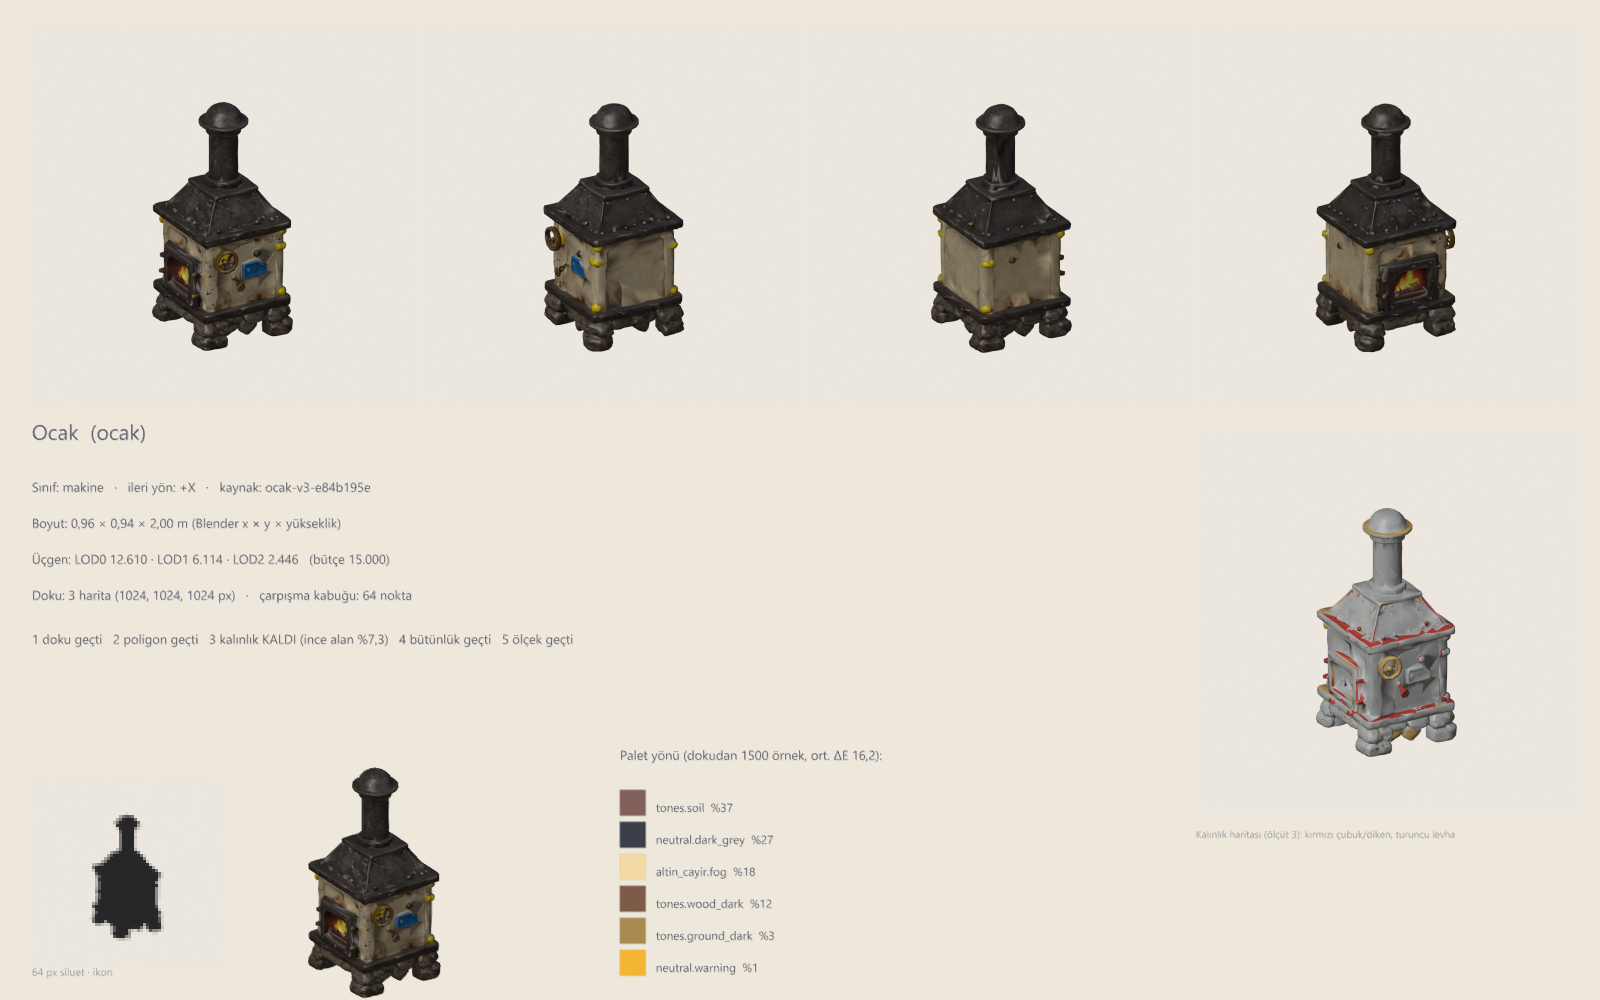 Ocak (ocak)
Sınıf: makine · ileri yön: +X · kaynak: ocak-v3-e84b195e
Boyut: 0,96 × 0,94 × 2,00 m (Blender x × y × yükseklik)
Üçgen: LOD0 12.610 · LOD1 6.114 · LOD2 2.446 (bütçe 15.000)
Doku: 3 harita (1024, 1024, 1024 px) · çarpışma kabuğu: 64 nokta
1 doku geçti 2 poligon geçti 3 kalınlık KALDI (ince alan %7,3) 4 bütünlük geçti 5 ölçek geçti
Palet yönü (dokudan 1500 örnek, ort. ΔE 16,2):
tones.soil %37
neutral.dark_grey %27
altin_cayir.fog %18
tones.wood_dark %12
tones.ground_dark %3
neutral.warning %1
Kalınlık haritası (ölçüt 3): kırmızı çubuk/diken, turuncu levha
64 px siluet · ikon